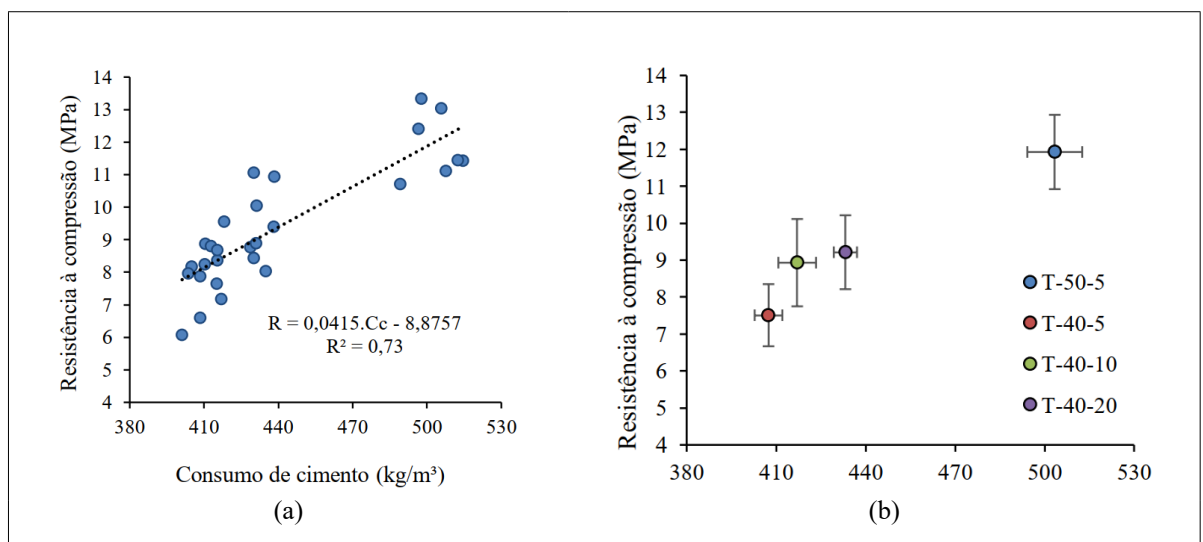 Resistência à compressão (MPa)
14
13
12
11
10
9
8
7
6
5
4
R = 0,0415.Cc - 8,8757
R² = 0,73
380 410 440 470 500 530
Consumo de cimento (kg/m³)
(a)
Resistência à compressão (MPa)
14
13
12
11
10
9
8
7
6
5
4
T-50-5
T-40-5
T-40-10
T-40-20
380 410 440 470 500 530
(b)